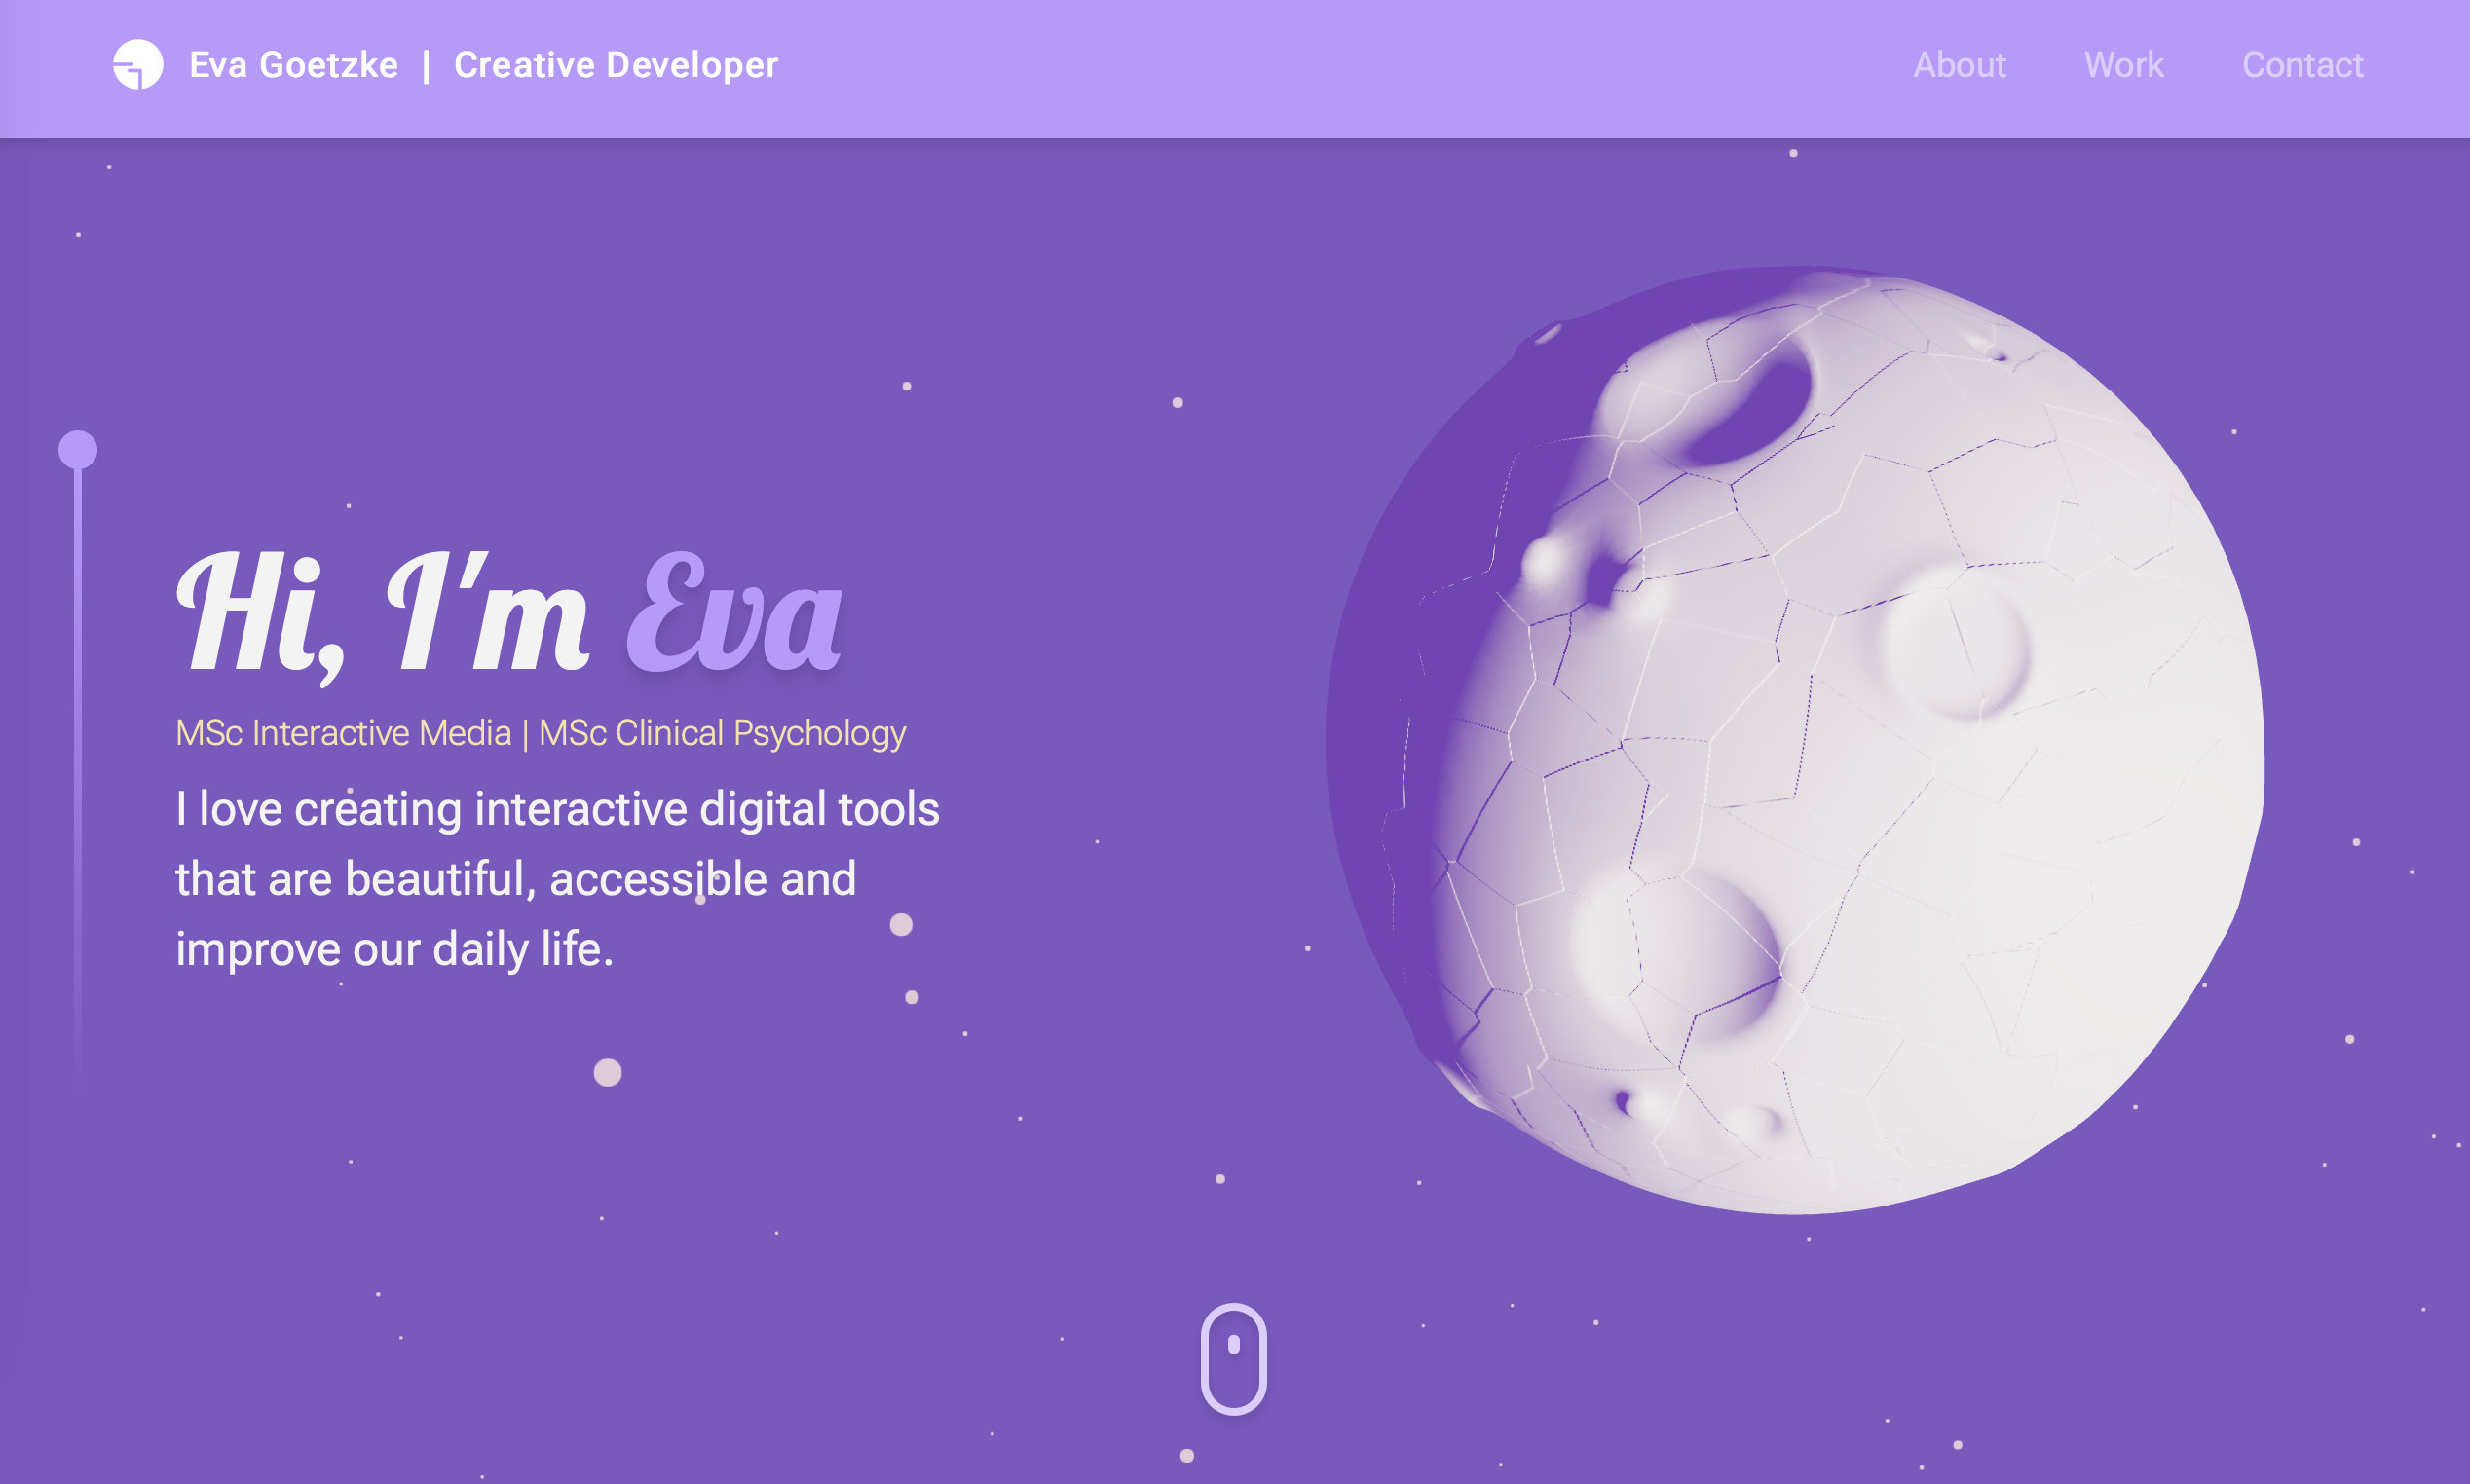 Eva Goetzke | Creative Developer
About Work Contact
Hi, I'm Eva
MSc Interactive Media | MSc Clinical Psychology
I love creating interactive digital tools
that are beautiful, accessible and
improve our daily life.